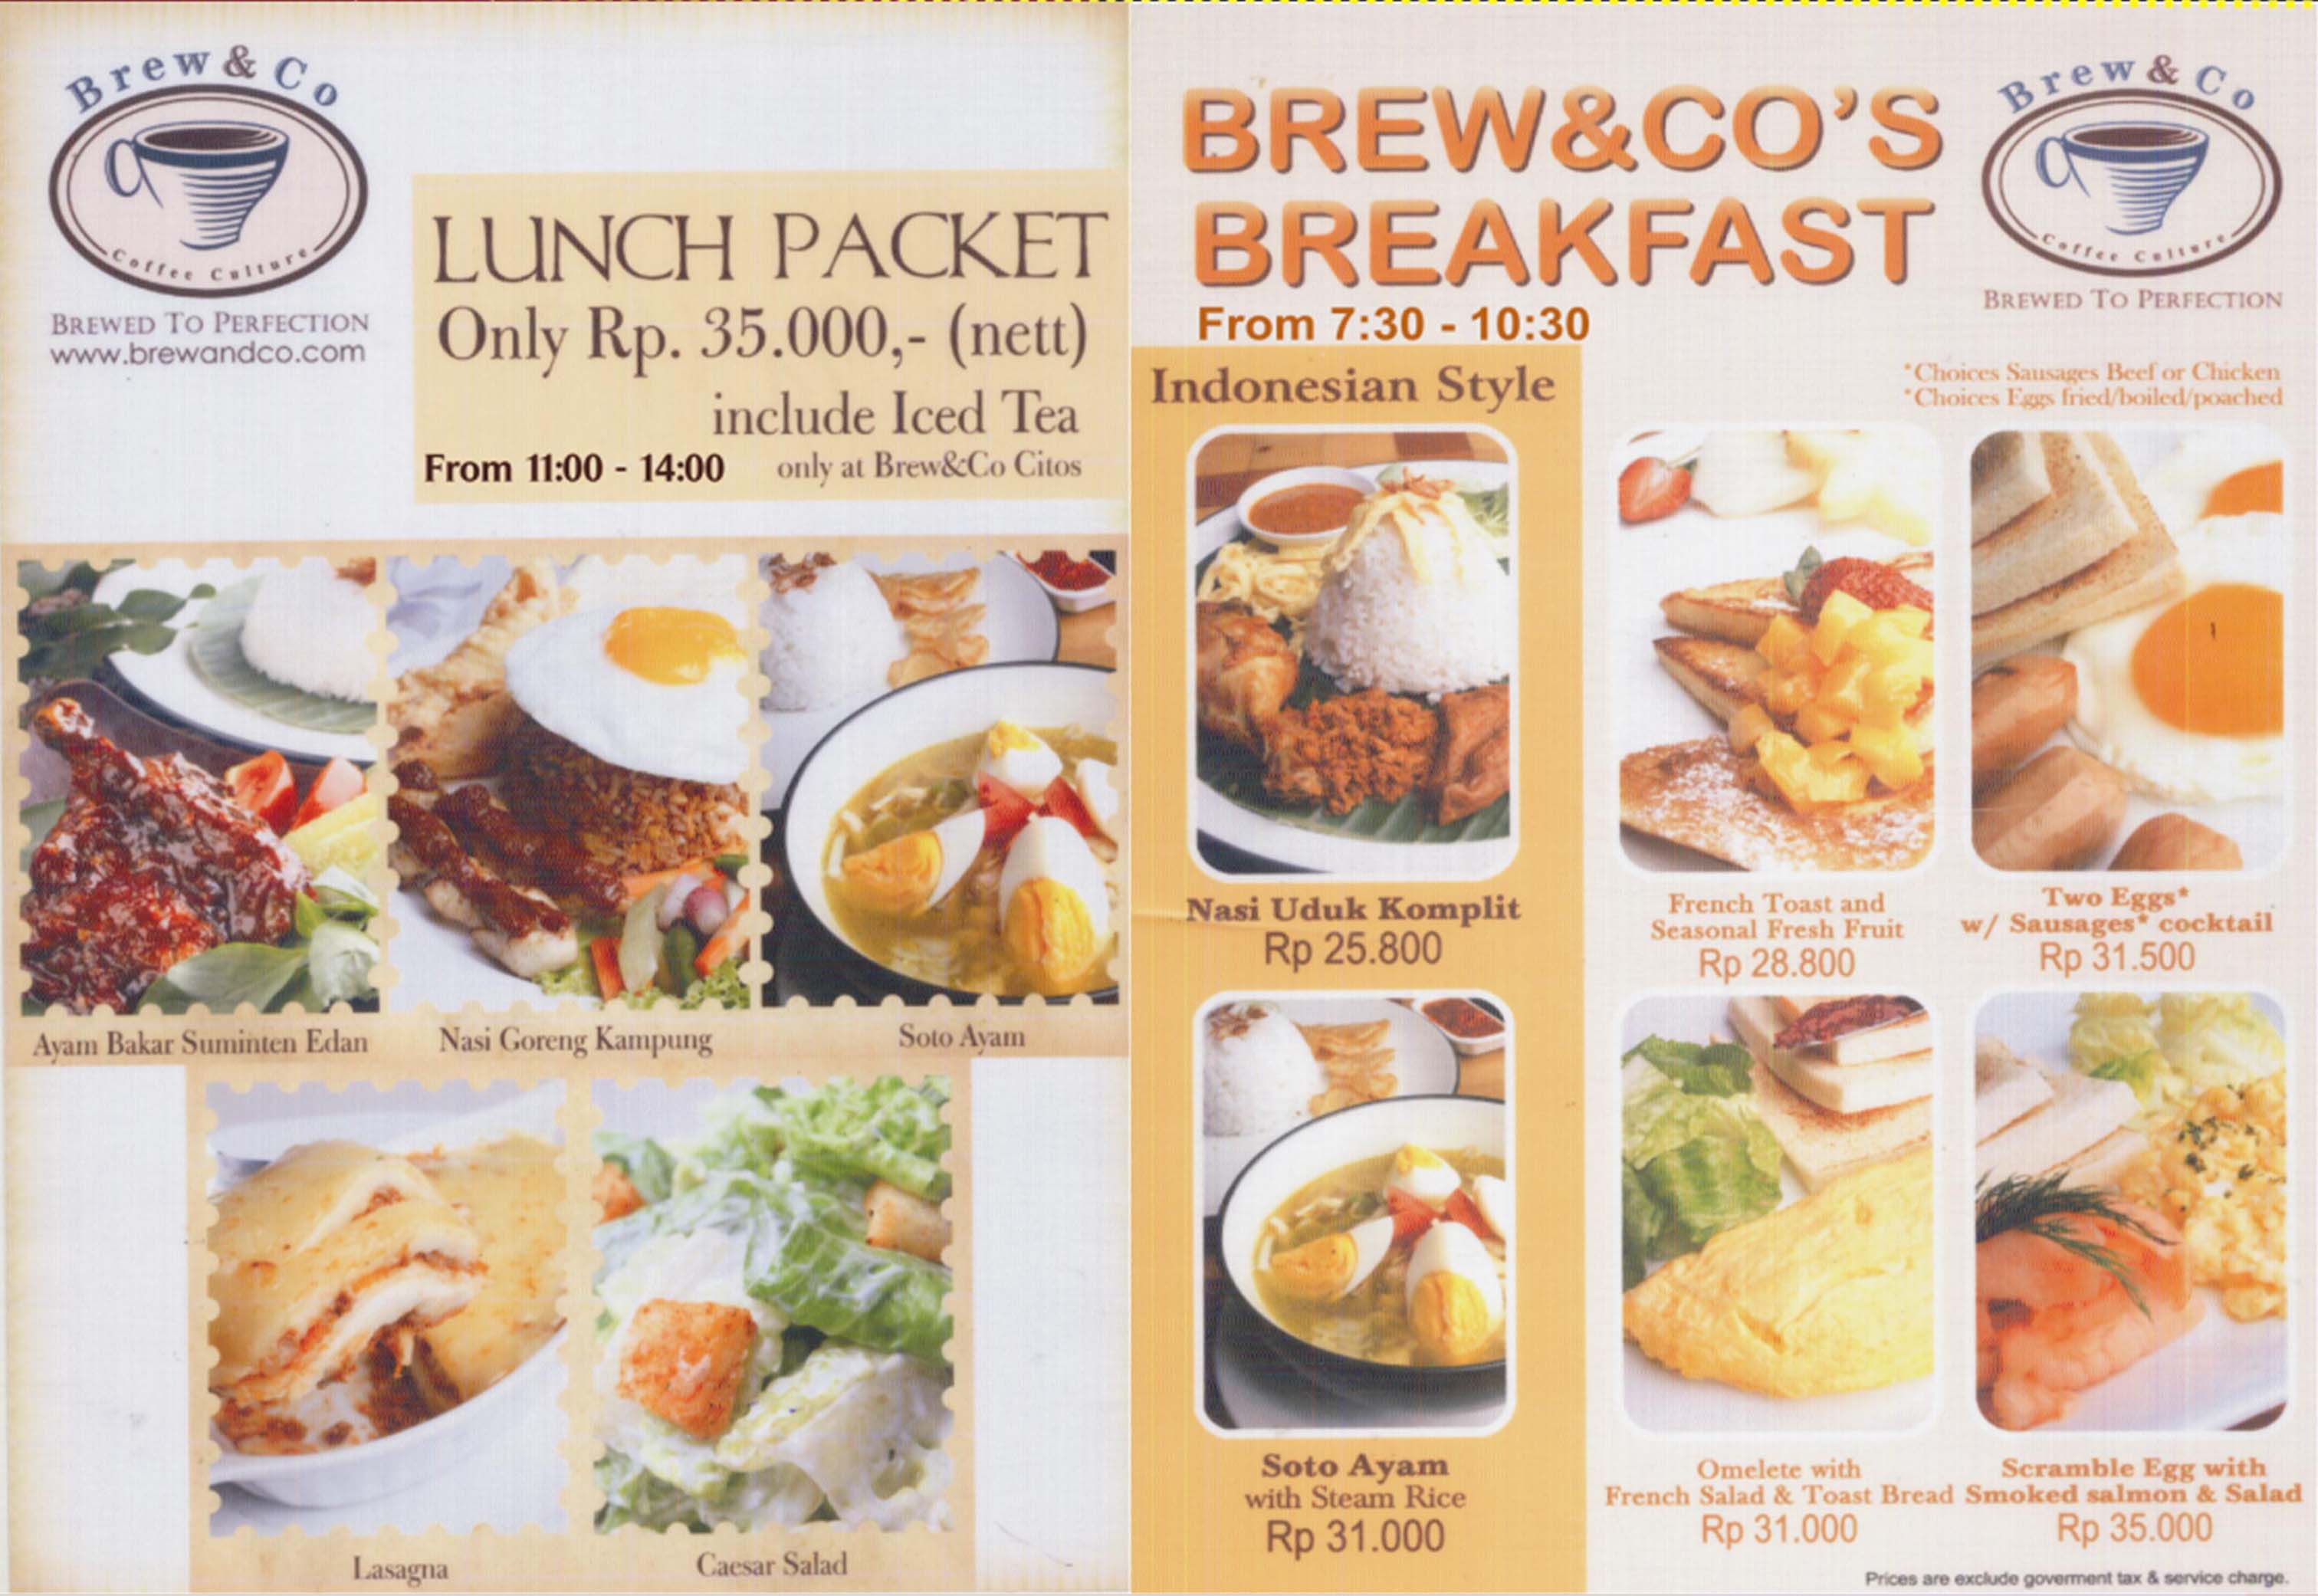 Brew & Co
Coffee Culture
BREWED TO PERFECTION
www.brewandco.com
LUNCH PACKET
Only Rp. 35.000,- (nett)
include Iced Tea
From 11:00 - 14:00
only at Brew&Co Citos
Ayam Bakar Suminten Edan
Nasi Goreng Kampung
Soto Ayam
Lasagna
Caesar Salad
BREW&CO'S
BREAKFAST
From 7:30 - 10:30
Brew & Co
Coffee Culture
BREWED TO PERFECTION
*Choices Sausages Beef or Chicken
*Choices Eggs fried/boiled/poached
Indonesian Style
Nasi Uduk Komplit
Rp 25.800
French Toast and
Seasonal Fresh Fruit
Rp 28.800
Two Eggs*
w/ Sausages* cocktail
Rp 31.500
Soto Ayam
with Steam Rice
Rp 31.000
Omelete with
French Salad & Toast Bread
Rp 31.000
Scramble Egg with
Smoked salmon & Salad
Rp 35.000
Prices are exclude goverment tax & service charge.